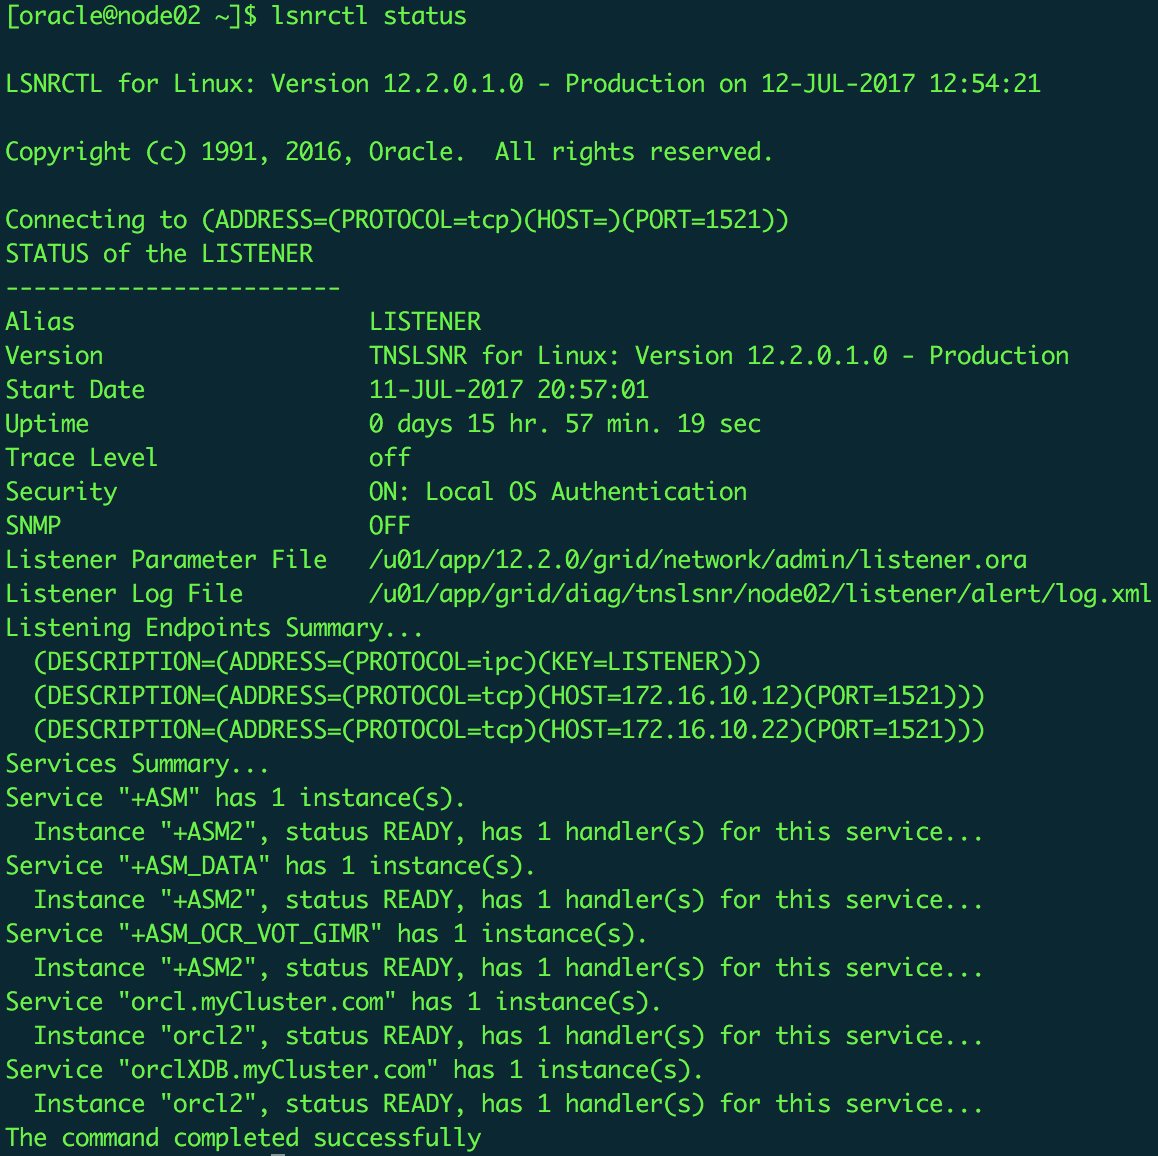 [oracle@node02 ~]$ lsnrctl status
LSNRCTL for Linux: Version 12.2.0.1.0 - Production on 12-JUL-2017 12:54:21
Copyright (c) 1991, 2016, Oracle.  All rights reserved.
Connecting to (ADDRESS=(PROTOCOL=tcp)(HOST=)(PORT=1521))
STATUS of the LISTENER
------------------------
Alias                     LISTENER
Version                   TNSLSNR for Linux: Version 12.2.0.1.0 - Production
Start Date                11-JUL-2017 20:57:01
Uptime                    0 days 15 hr. 57 min. 19 sec
Trace Level               off
Security                  ON: Local OS Authentication
SNMP                      OFF
Listener Parameter File   /u01/app/12.2.0/grid/network/admin/listener.ora
Listener Log File         /u01/app/grid/diag/tnslsnr/node02/listener/alert/log.xml
Listening Endpoints Summary...
  (DESCRIPTION=(ADDRESS=(PROTOCOL=ipc)(KEY=LISTENER)))
  (DESCRIPTION=(ADDRESS=(PROTOCOL=tcp)(HOST=172.16.10.12)(PORT=1521)))
  (DESCRIPTION=(ADDRESS=(PROTOCOL=tcp)(HOST=172.16.10.22)(PORT=1521)))
Services Summary...
Service "+ASM" has 1 instance(s).
  Instance "+ASM2", status READY, has 1 handler(s) for this service...
Service "+ASM_DATA" has 1 instance(s).
  Instance "+ASM2", status READY, has 1 handler(s) for this service...
Service "+ASM_OCR_VOT_GIMR" has 1 instance(s).
  Instance "+ASM2", status READY, has 1 handler(s) for this service...
Service "orcl.myCluster.com" has 1 instance(s).
  Instance "orcl2", status READY, has 1 handler(s) for this service...
Service "orclXDB.myCluster.com" has 1 instance(s).
  Instance "orcl2", status READY, has 1 handler(s) for this service...
The command completed successfully